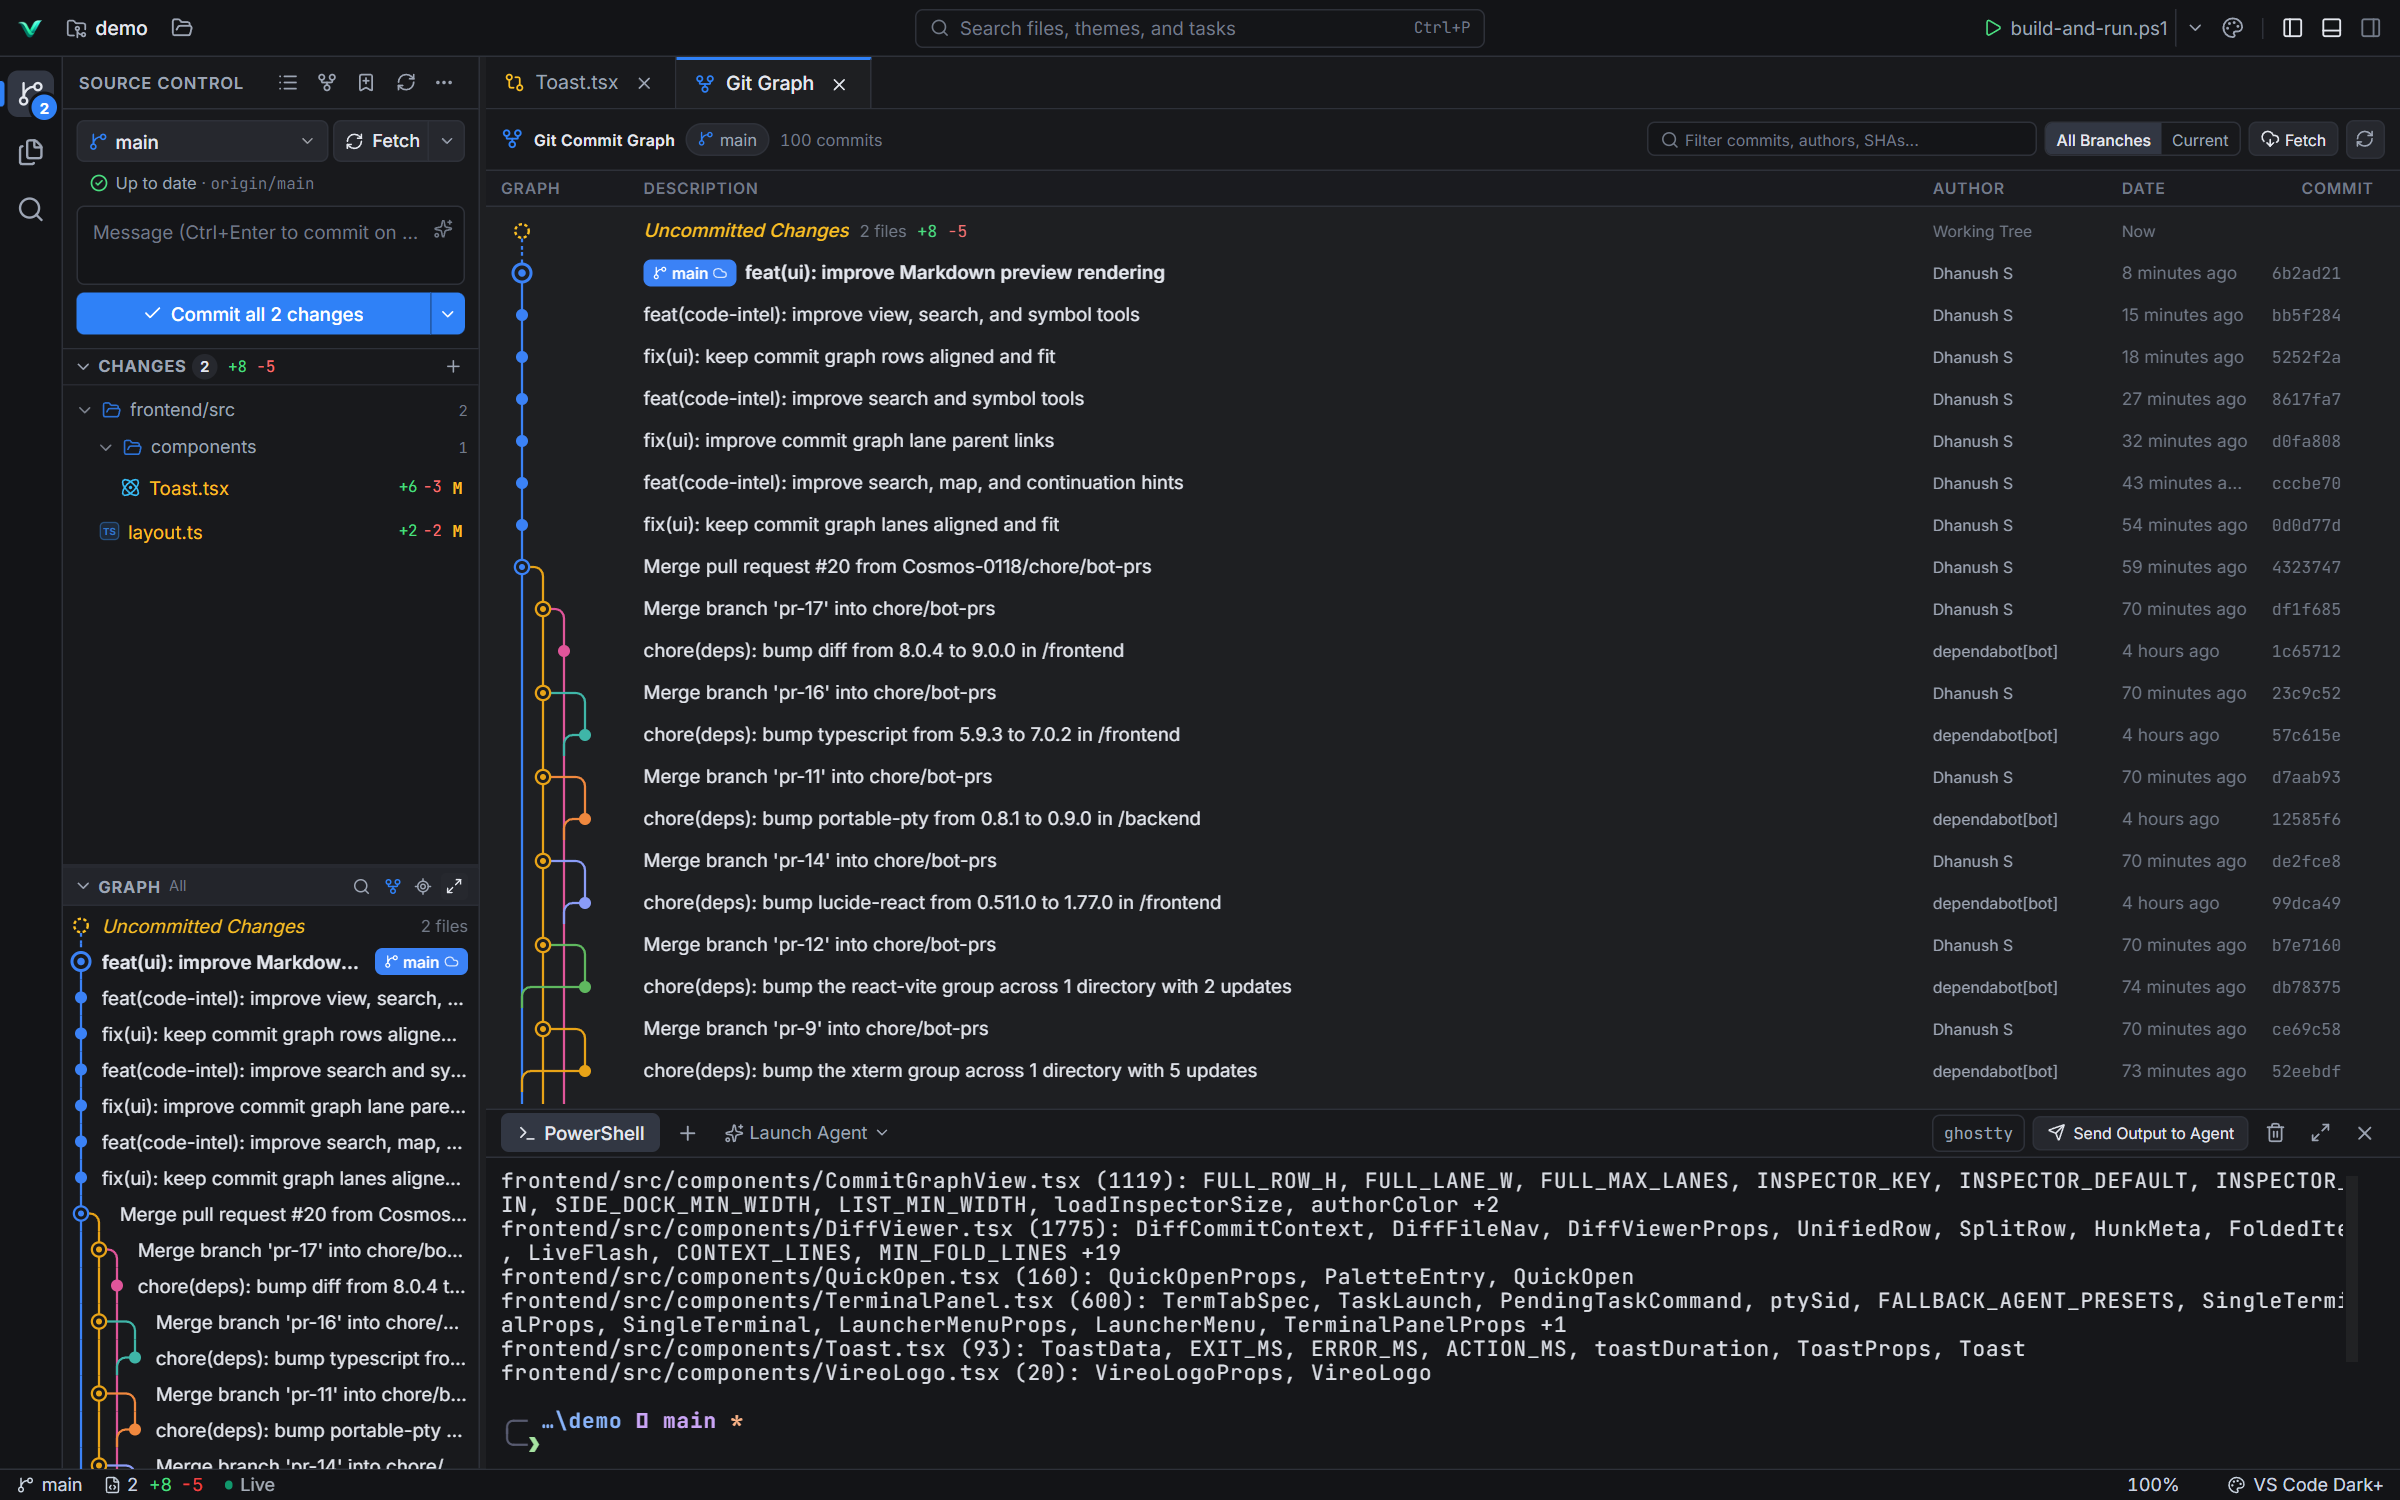 demo
Search files, themes, and tasks Ctrl+P
build-and-run.ps1
2
SOURCE CONTROL
main
Fetch
Up to date · origin/main
Message (Ctrl+Enter to commit on ...
Commit all 2 changes
CHANGES 2 +8 -5
frontend/src 2
components 1
Toast.tsx +6 -3 M
TS layout.ts +2 -2 M
GRAPH All
Uncommitted Changes 2 files
feat(ui): improve Markdow... main
feat(code-intel): improve view, search, ...
fix(ui): keep commit graph rows aligne...
feat(code-intel): improve search and sy...
fix(ui): improve commit graph lane pare...
feat(code-intel): improve search, map, ...
fix(ui): keep commit graph lanes aligne...
Merge pull request #20 from Cosmos...
Merge branch 'pr-17' into chore/bo...
chore(deps): bump diff from 8.0.4 t...
Merge branch 'pr-16' into chore/...
chore(deps): bump typescript fro...
Merge branch 'pr-11' into chore/b...
chore(deps): bump portable-pty ...
Merge branch 'pr-14' into chore/
Toast.tsx
Git Graph
Git Commit Graph main 100 commits
Filter commits, authors, SHAs...
All Branches Current Fetch
GRAPH DESCRIPTION AUTHOR DATE COMMIT
Uncommitted Changes 2 files +8 -5 Working Tree Now
main feat(ui): improve Markdown preview rendering Dhanush S 8 minutes ago 6b2ad21
feat(code-intel): improve view, search, and symbol tools Dhanush S 15 minutes ago bb5f284
fix(ui): keep commit graph rows aligned and fit Dhanush S 18 minutes ago 5252f2a
feat(code-intel): improve search and symbol tools Dhanush S 27 minutes ago 8617fa7
fix(ui): improve commit graph lane parent links Dhanush S 32 minutes ago d0fa808
feat(code-intel): improve search, map, and continuation hints Dhanush S 43 minutes a... cccbe70
fix(ui): keep commit graph lanes aligned and fit Dhanush S 54 minutes ago 0d0d77d
Merge pull request #20 from Cosmos-0118/chore/bot-prs Dhanush S 59 minutes ago 4323747
Merge branch 'pr-17' into chore/bot-prs Dhanush S 70 minutes ago df1f685
chore(deps): bump diff from 8.0.4 to 9.0.0 in /frontend dependabot[bot] 4 hours ago 1c65712
Merge branch 'pr-16' into chore/bot-prs Dhanush S 70 minutes ago 23c9c52
chore(deps): bump typescript from 5.9.3 to 7.0.2 in /frontend dependabot[bot] 4 hours ago 57c615e
Merge branch 'pr-11' into chore/bot-prs Dhanush S 70 minutes ago d7aab93
chore(deps): bump portable-pty from 0.8.1 to 0.9.0 in /backend dependabot[bot] 4 hours ago 12585f6
Merge branch 'pr-14' into chore/bot-prs Dhanush S 70 minutes ago de2fce8
chore(deps): bump lucide-react from 0.511.0 to 1.77.0 in /frontend dependabot[bot] 4 hours ago 99dca49
Merge branch 'pr-12' into chore/bot-prs Dhanush S 70 minutes ago b7e7160
chore(deps): bump the react-vite group across 1 directory with 2 updates dependabot[bot] 74 minutes ago db78375
Merge branch 'pr-9' into chore/bot-prs Dhanush S 70 minutes ago ce69c58
chore(deps): bump the xterm group across 1 directory with 5 updates dependabot[bot] 73 minutes ago 52eebdf
PowerShell
Launch Agent
ghostty
Send Output to Agent
frontend/src/components/CommitGraphView.tsx (1119): FULL_ROW_H, FULL_LANE_W, FULL_MAX_LANES, INSPECTOR_KEY, INSPECTOR_DEFAULT, INSPECTOR_
IN, SIDE_DOCK_MIN_WIDTH, LIST_MIN_WIDTH, loadInspectorSize, authorColor +2
frontend/src/components/DiffViewer.tsx (1775): DiffCommitContext, DiffFileNav, DiffViewerProps, UnifiedRow, SplitRow, HunkMeta, FoldedIte
, LiveFlash, CONTEXT_LINES, MIN_FOLD_LINES +19
frontend/src/components/QuickOpen.tsx (160): QuickOpenProps, PaletteEntry, QuickOpen
frontend/src/components/TerminalPanel.tsx (600): TermTabSpec, TaskLaunch, PendingTaskCommand, ptySid, FALLBACK_AGENT_PRESETS, SingleTermi
alProps, SingleTerminal, LauncherMenuProps, LauncherMenu, TerminalPanelProps +1
frontend/src/components/Toast.tsx (93): ToastData, EXIT_MS, ERROR_MS, ACTION_MS, toastDuration, ToastProps, Toast
frontend/src/components/VireoLogo.tsx (20): VireoLogoProps, VireoLogo
…\demo main *
❯
main 2 +8 -5 Live
100% VS Code Dark+